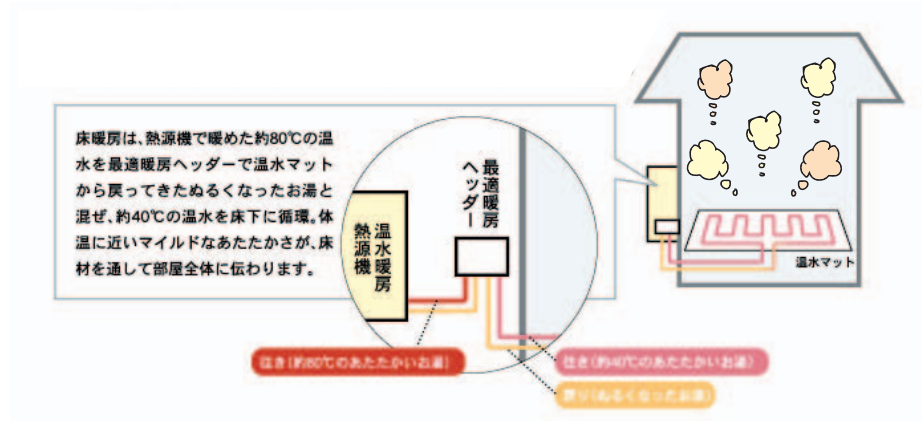 床暖房は、熱源機で暖めた約80℃の温
水を最適暖房ヘッダーで温水マット
から戻ってきたぬるくなったお湯と
混ぜ、約40℃の温水を床下に循環。体
温に近いマイルドなあたたかさが、床
材を通して部屋全体に伝わります。
温水暖房
熱源機
最適暖房
ヘッダー
温水マット
往き(約80℃のあたたかいお湯)
往き(約40℃のあたたかいお湯)
戻り(ぬるくなったお湯)